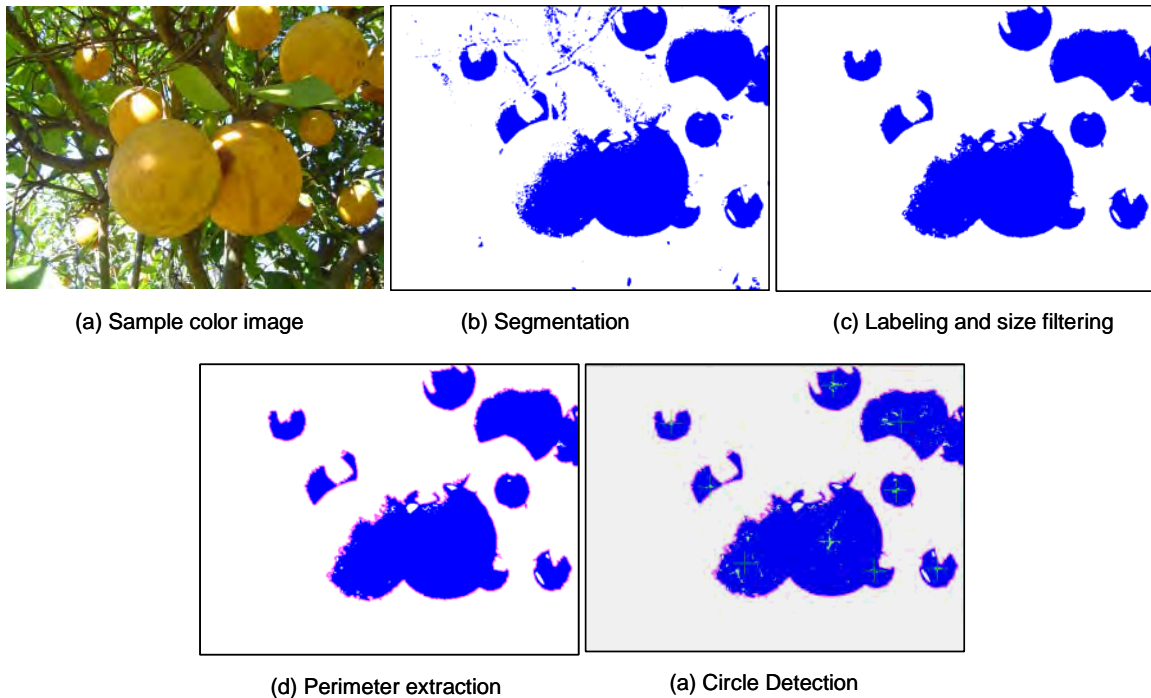 (a) Sample color image
(b) Segmentation
(c) Labeling and size filtering
(d) Perimeter extraction
(a) Circle Detection